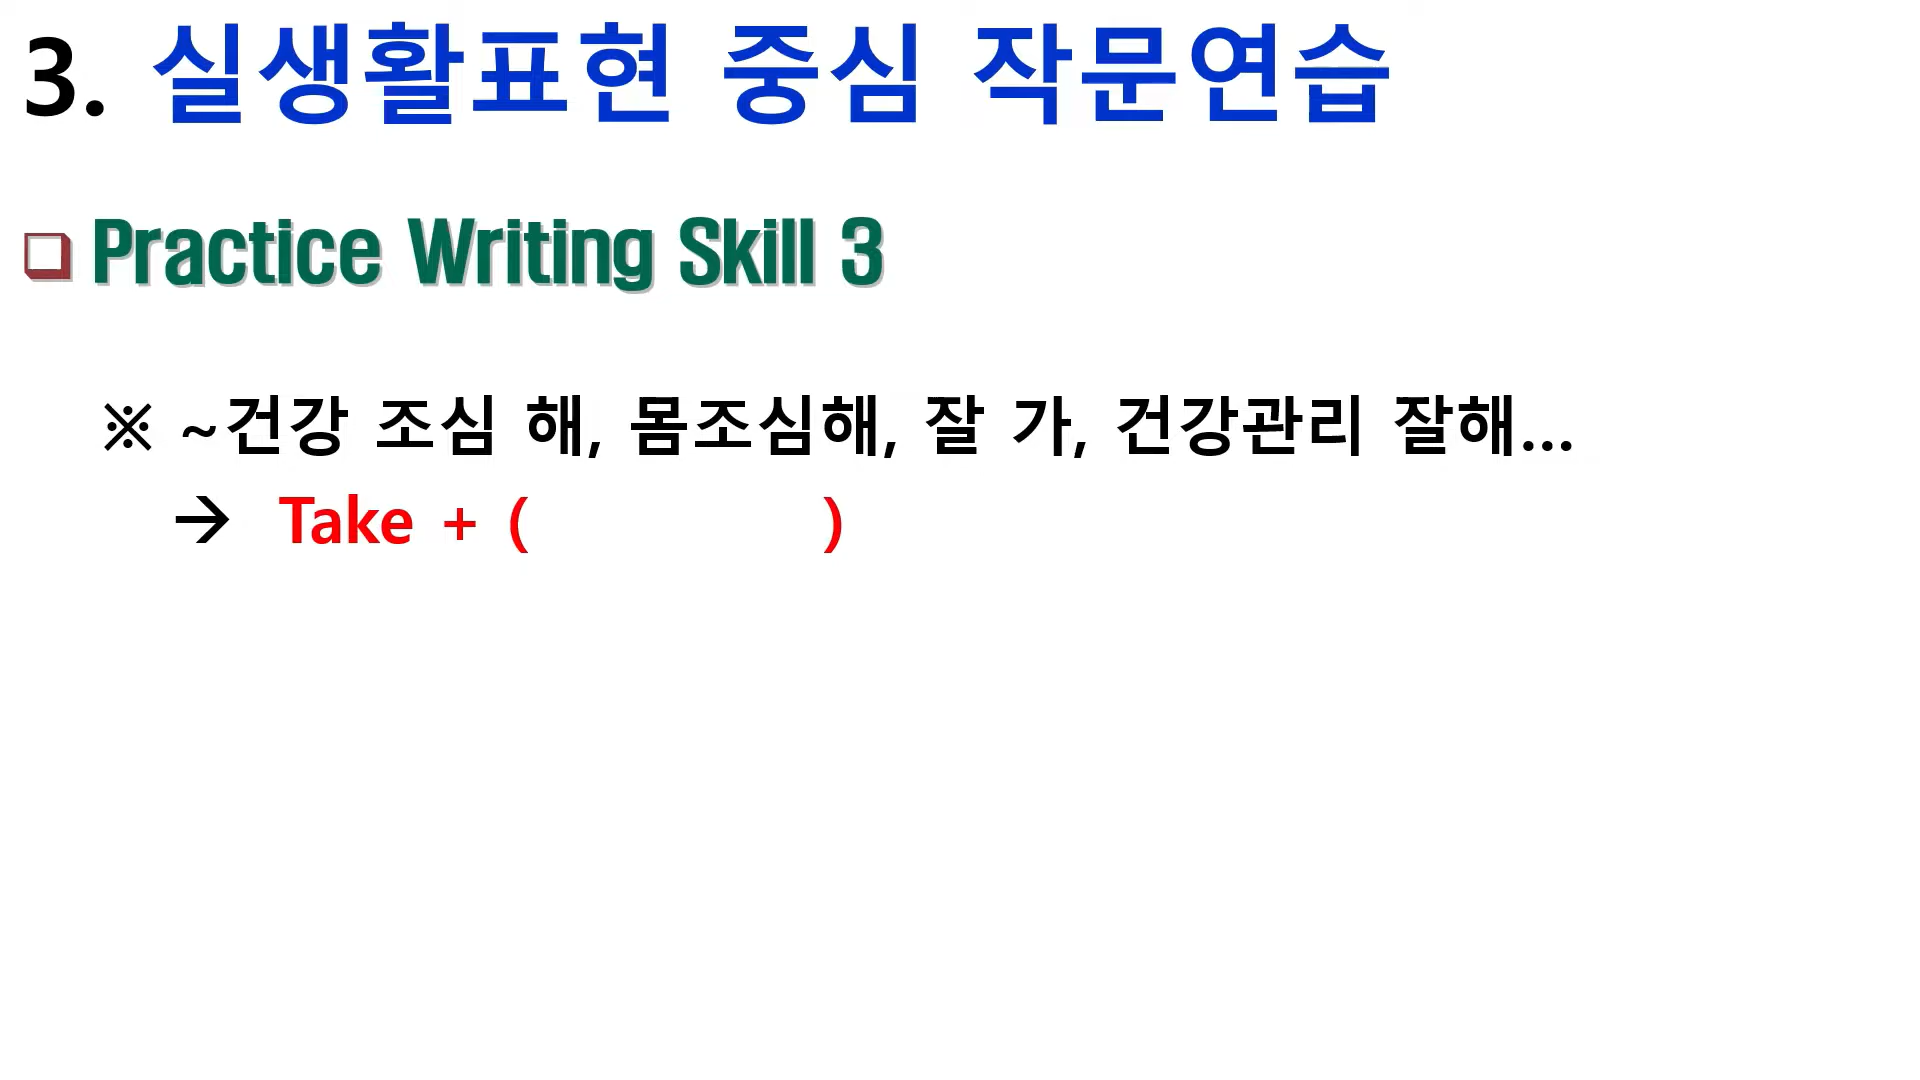 3. 실생활표현 중심 작문연습
❑ Practice Writing Skill 3
※ ~건강 조심 해, 몸조심해, 잘 가, 건강관리 잘해...
→ Take + (          )